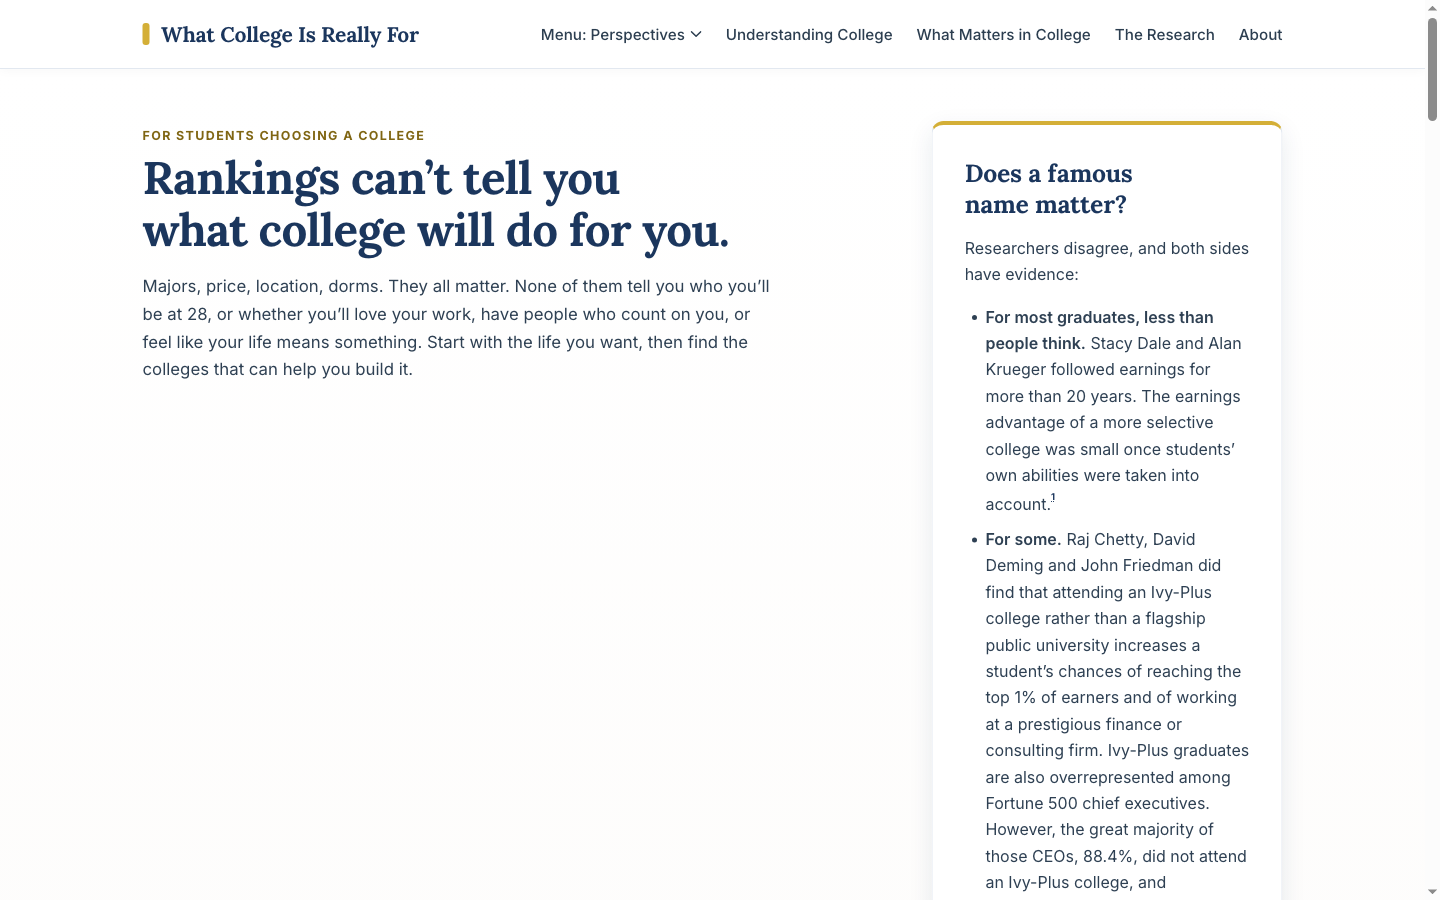 What College Is Really For
Menu: Perspectives
Understanding College
What Matters in College
The Research
About
FOR STUDENTS CHOOSING A COLLEGE
Rankings can’t tell you
what college will do for you.
Majors, price, location, dorms. They all matter. None of them tell you who you’ll
be at 28, or whether you’ll love your work, have people who count on you, or
feel like your life means something. Start with the life you want, then find the
colleges that can help you build it.
Does a famous
name matter?
Researchers disagree, and both sides
have evidence:
• For most graduates, less than
people think. Stacy Dale and Alan
Krueger followed earnings for
more than 20 years. The earnings
advantage of a more selective
college was small once students’
own abilities were taken into
account.¹
• For some. Raj Chetty, David
Deming and John Friedman did
find that attending an Ivy-Plus
college rather than a flagship
public university increases a
student’s chances of reaching the
top 1% of earners and of working
at a prestigious finance or
consulting firm. Ivy-Plus graduates
are also overrepresented among
Fortune 500 chief executives.
However, the great majority of
those CEOs, 88.4%, did not attend
an Ivy-Plus college, and